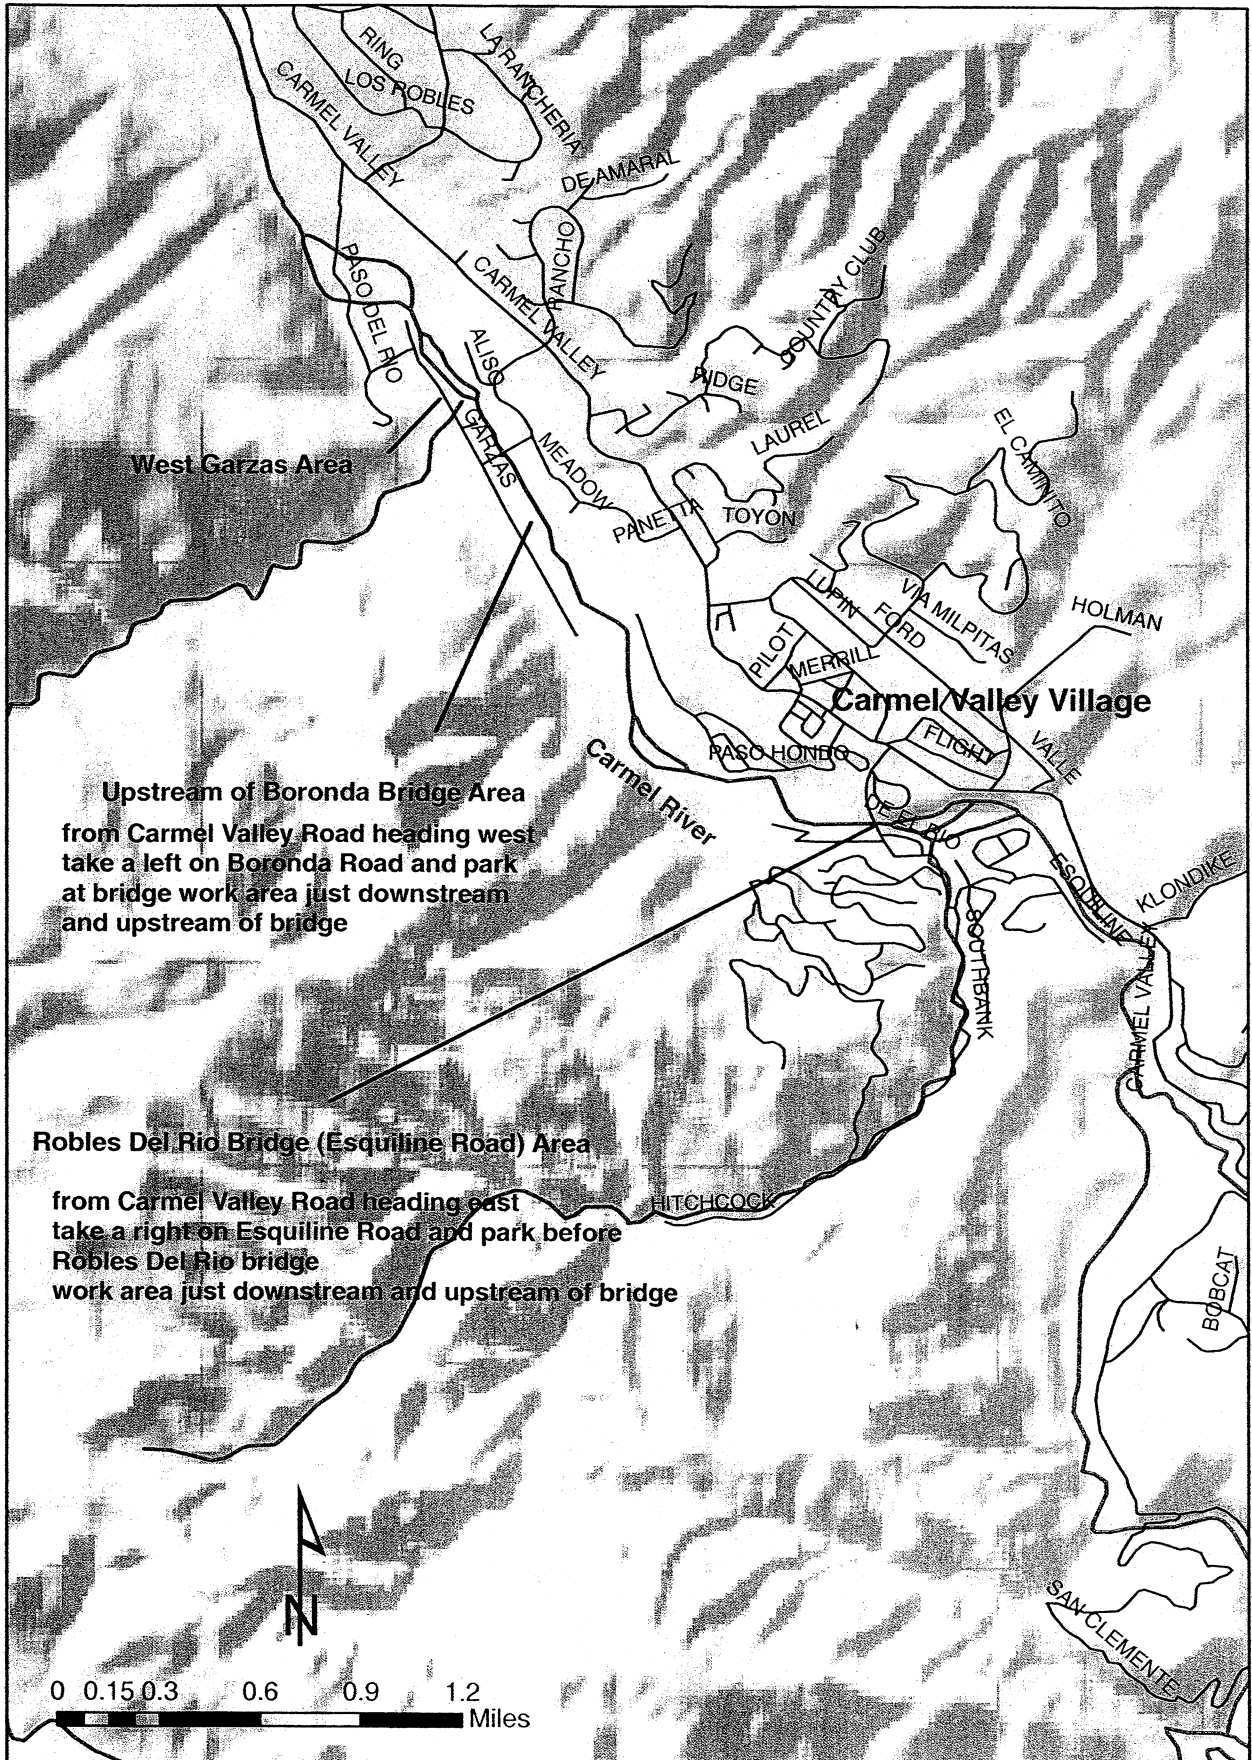 RING
LA RANCHERIA
LOS ROBLES
CARMEL VALLEY
DE AMARAL
RANCHO
COUNTRY CLUB
PASO DEL RIO
CARMEL VALLEY
ALISO
RIDGE
LAUREL
EL CAMINITO
West Garzas Area
GARZAS
MEADOW
PANETTA
TOYON
LUPIN
FORD
VIA MILPITAS
HOLMAN
PILOT
MERRILL
Carmel Valley Village
FLIGHT
VALLE
PASO HONDO
Carmel River
Upstream of Boronda Bridge Area
from Carmel Valley Road heading west
take a left on Boronda Road and park
at bridge work area just downstream
and upstream of bridge
DE EL RIO
ESQUILINE
KLONDIKE
SOUTHBANK
CARMEL VALLEY
Robles Del Rio Bridge (Esquiline Road) Area
from Carmel Valley Road heading east
take a right on Esquiline Road and park before
Robles Del Rio bridge
work area just downstream and upstream of bridge
HITCHCOCK
BOBCAT
SAN CLEMENTE
N
0 0.15 0.3 0.6 0.9 1.2
Miles